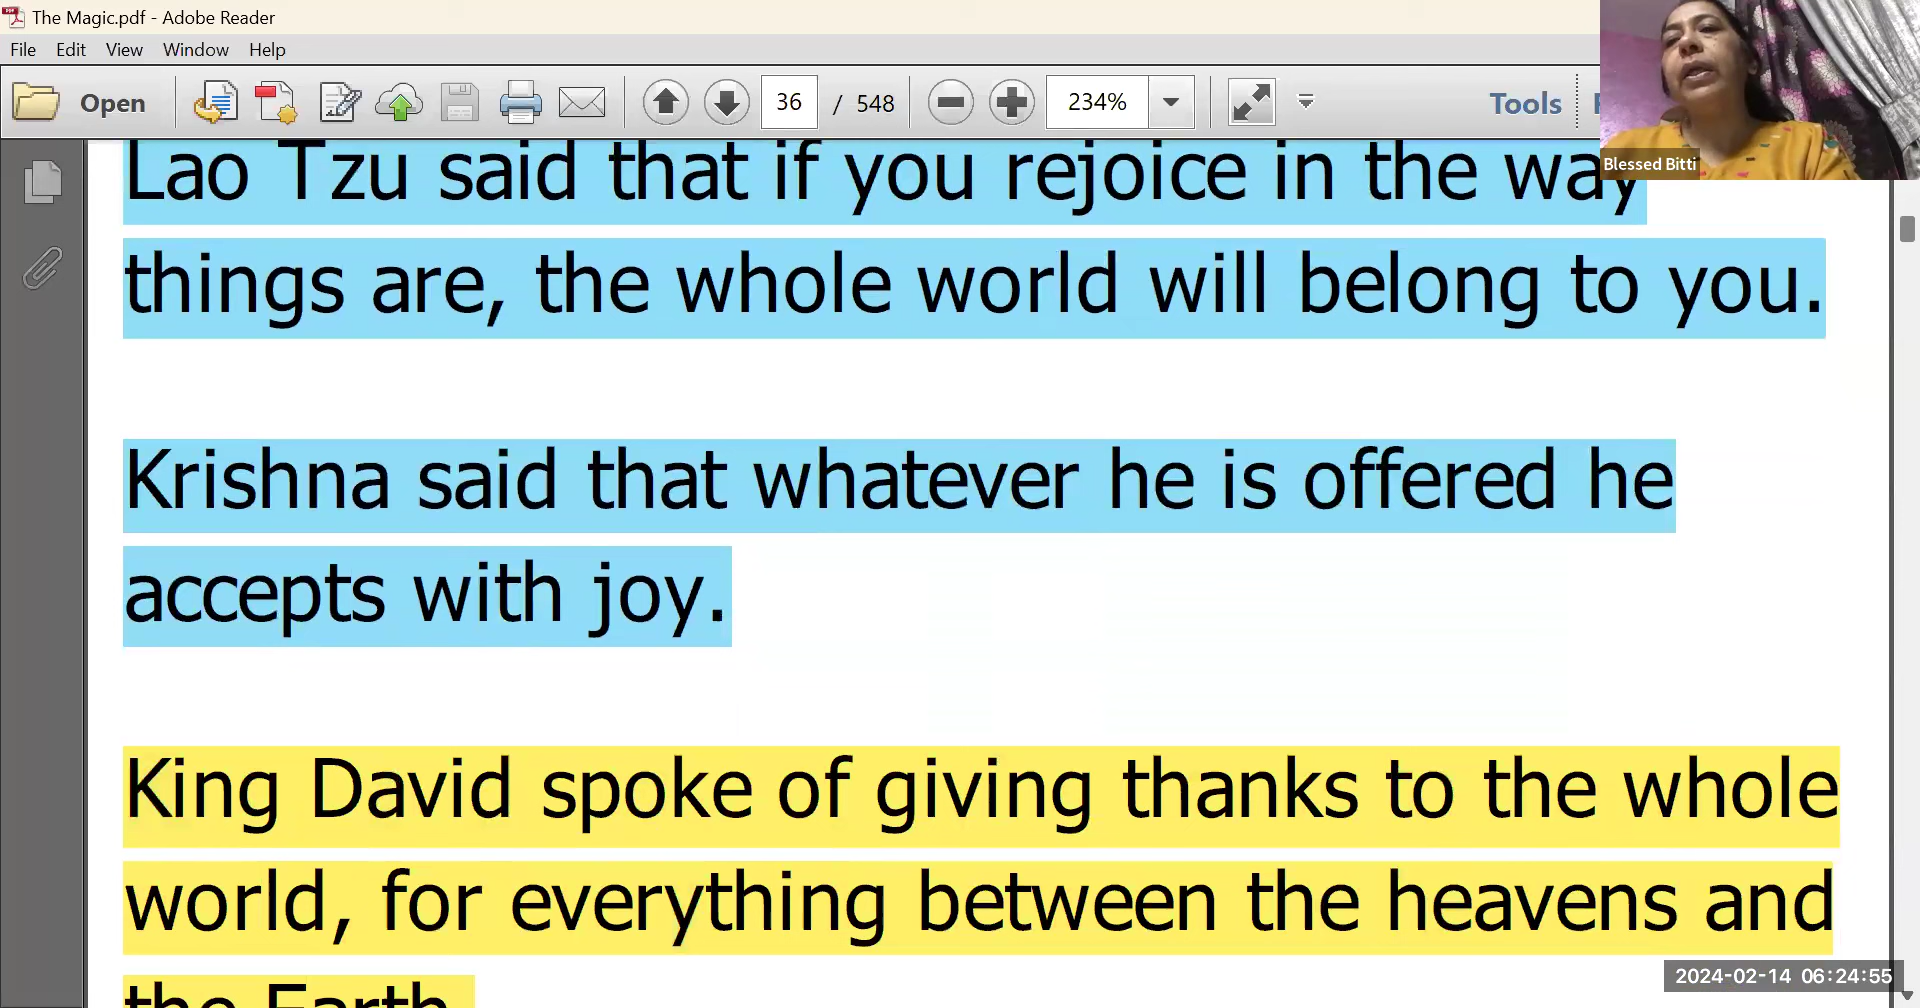 The Magic.pdf - Adobe Reader
File Edit View Window Help
Open 36 / 548 234% Tools
Blessed Bitti
Lao Tzu said that if you rejoice in the way
things are, the whole world will belong to you.
Krishna said that whatever he is offered he
accepts with joy.
King David spoke of giving thanks to the whole
world, for everything between the heavens and
the Earth.
2024-02-14 06:24:55